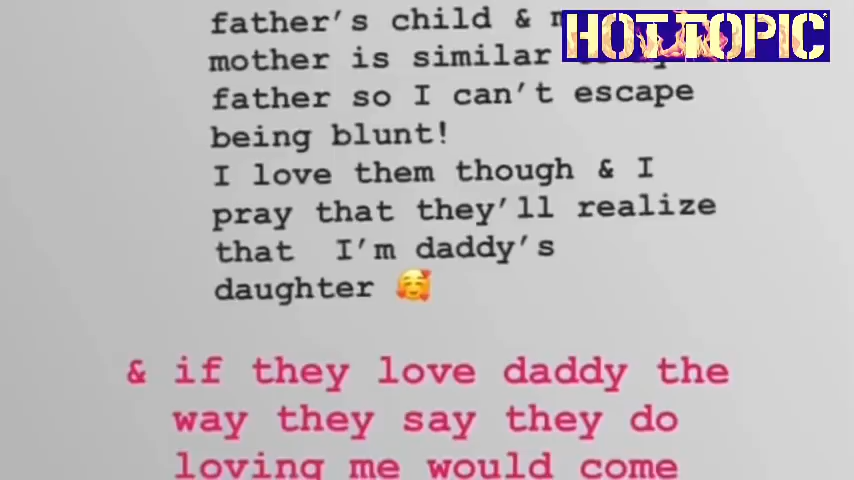 father's child &
HOT TOPIC
mother is similar
father so I can't escape
being blunt!
I love them though & I
pray that they'll realize
that I'm daddy's
daughter 🥰
& if they love daddy the
way they say they do
loving me would come